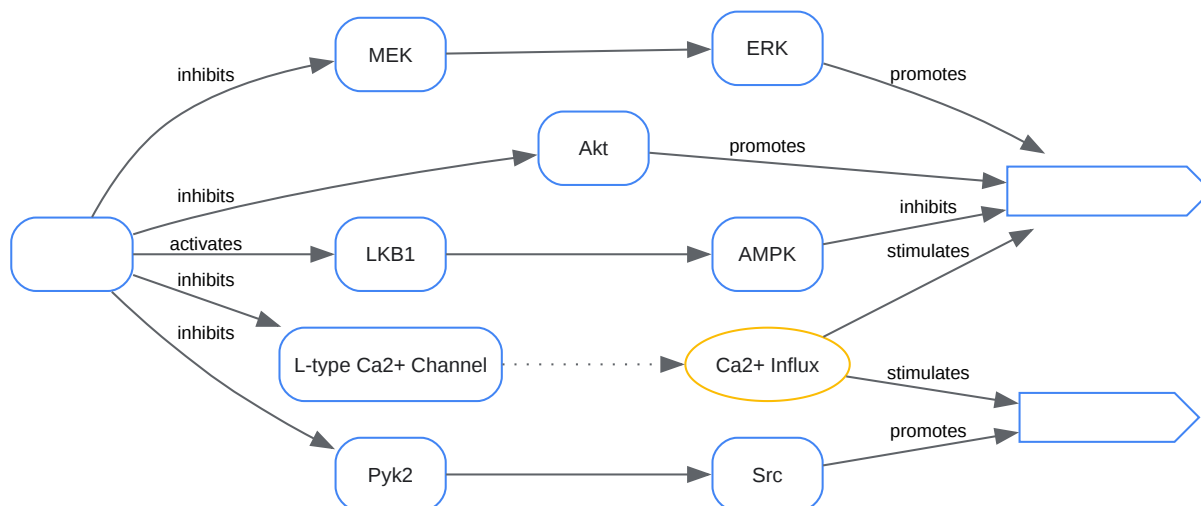 ERK
MEK
inhibits
promotes
Akt
promotes
inhibits
inhibits
activates
LKB1
AMPK
stimulates
inhibits
L-type Ca2+ Channel
Ca2+ Influx
inhibits
stimulates
promotes
Pyk2
Src